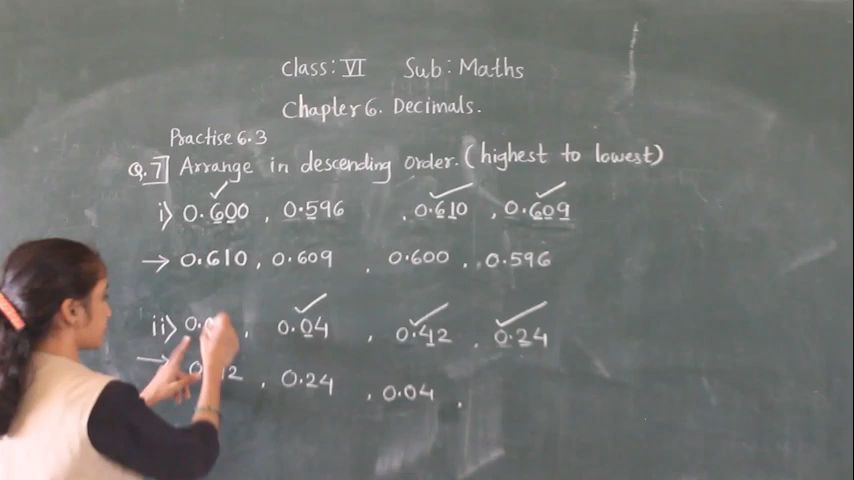 Class: VI Sub: Maths
Chapter 6. Decimals.
Practise 6.3
Q.7] Arrange in descending order. (highest to lowest)
i) 0.600 , 0.596 , 0.610 , 0.609
→ 0.610 , 0.609 , 0.600 , 0.596
ii) , 0.04 , 0.42 , 0.24
→ , 0.24 , 0.04 ,